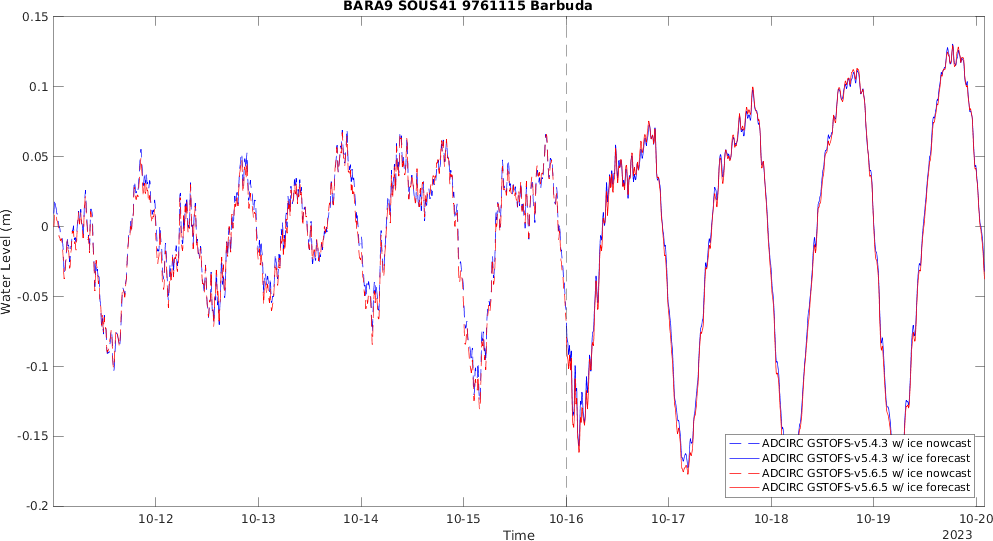 BARA9 SOUS41 9761115 Barbuda
0.15
0.1
0.05
0
-0.05
-0.1
-0.15
-0.2
Water Level (m)
ADCIRC GSTOFS-v5.4.3 w/ ice nowcast
ADCIRC GSTOFS-v5.4.3 w/ ice forecast
ADCIRC GSTOFS-v5.6.5 w/ ice nowcast
ADCIRC GSTOFS-v5.6.5 w/ ice forecast
10-12 10-13 10-14 10-15 10-16 10-17 10-18 10-19 10-20
Time
2023